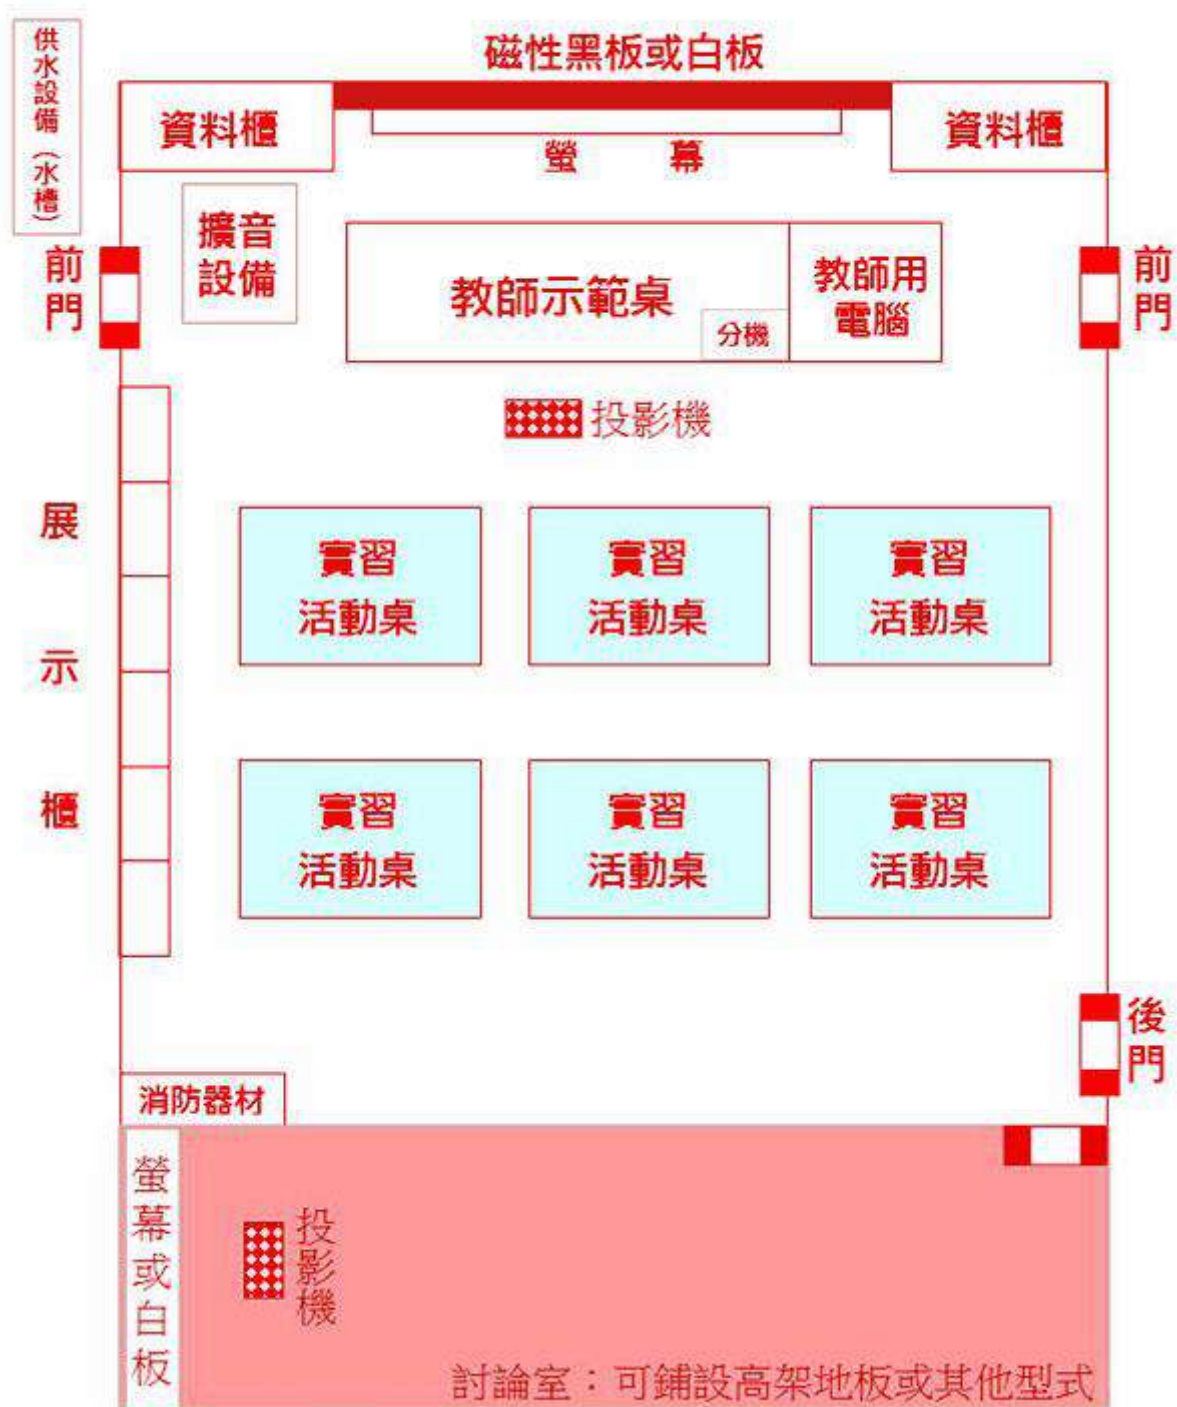 供水設備（水槽）
磁性黑板或白板
資料櫃
資料櫃
螢幕
擴音
設備
前門
前門
教師示範桌
分機
教師用
電腦
投影機
展示櫃
實習
活動桌
實習
活動桌
實習
活動桌
實習
活動桌
實習
活動桌
實習
活動桌
後門
消防器材
螢幕或白板
投影機
討論室：可鋪設高架地板或其他型式